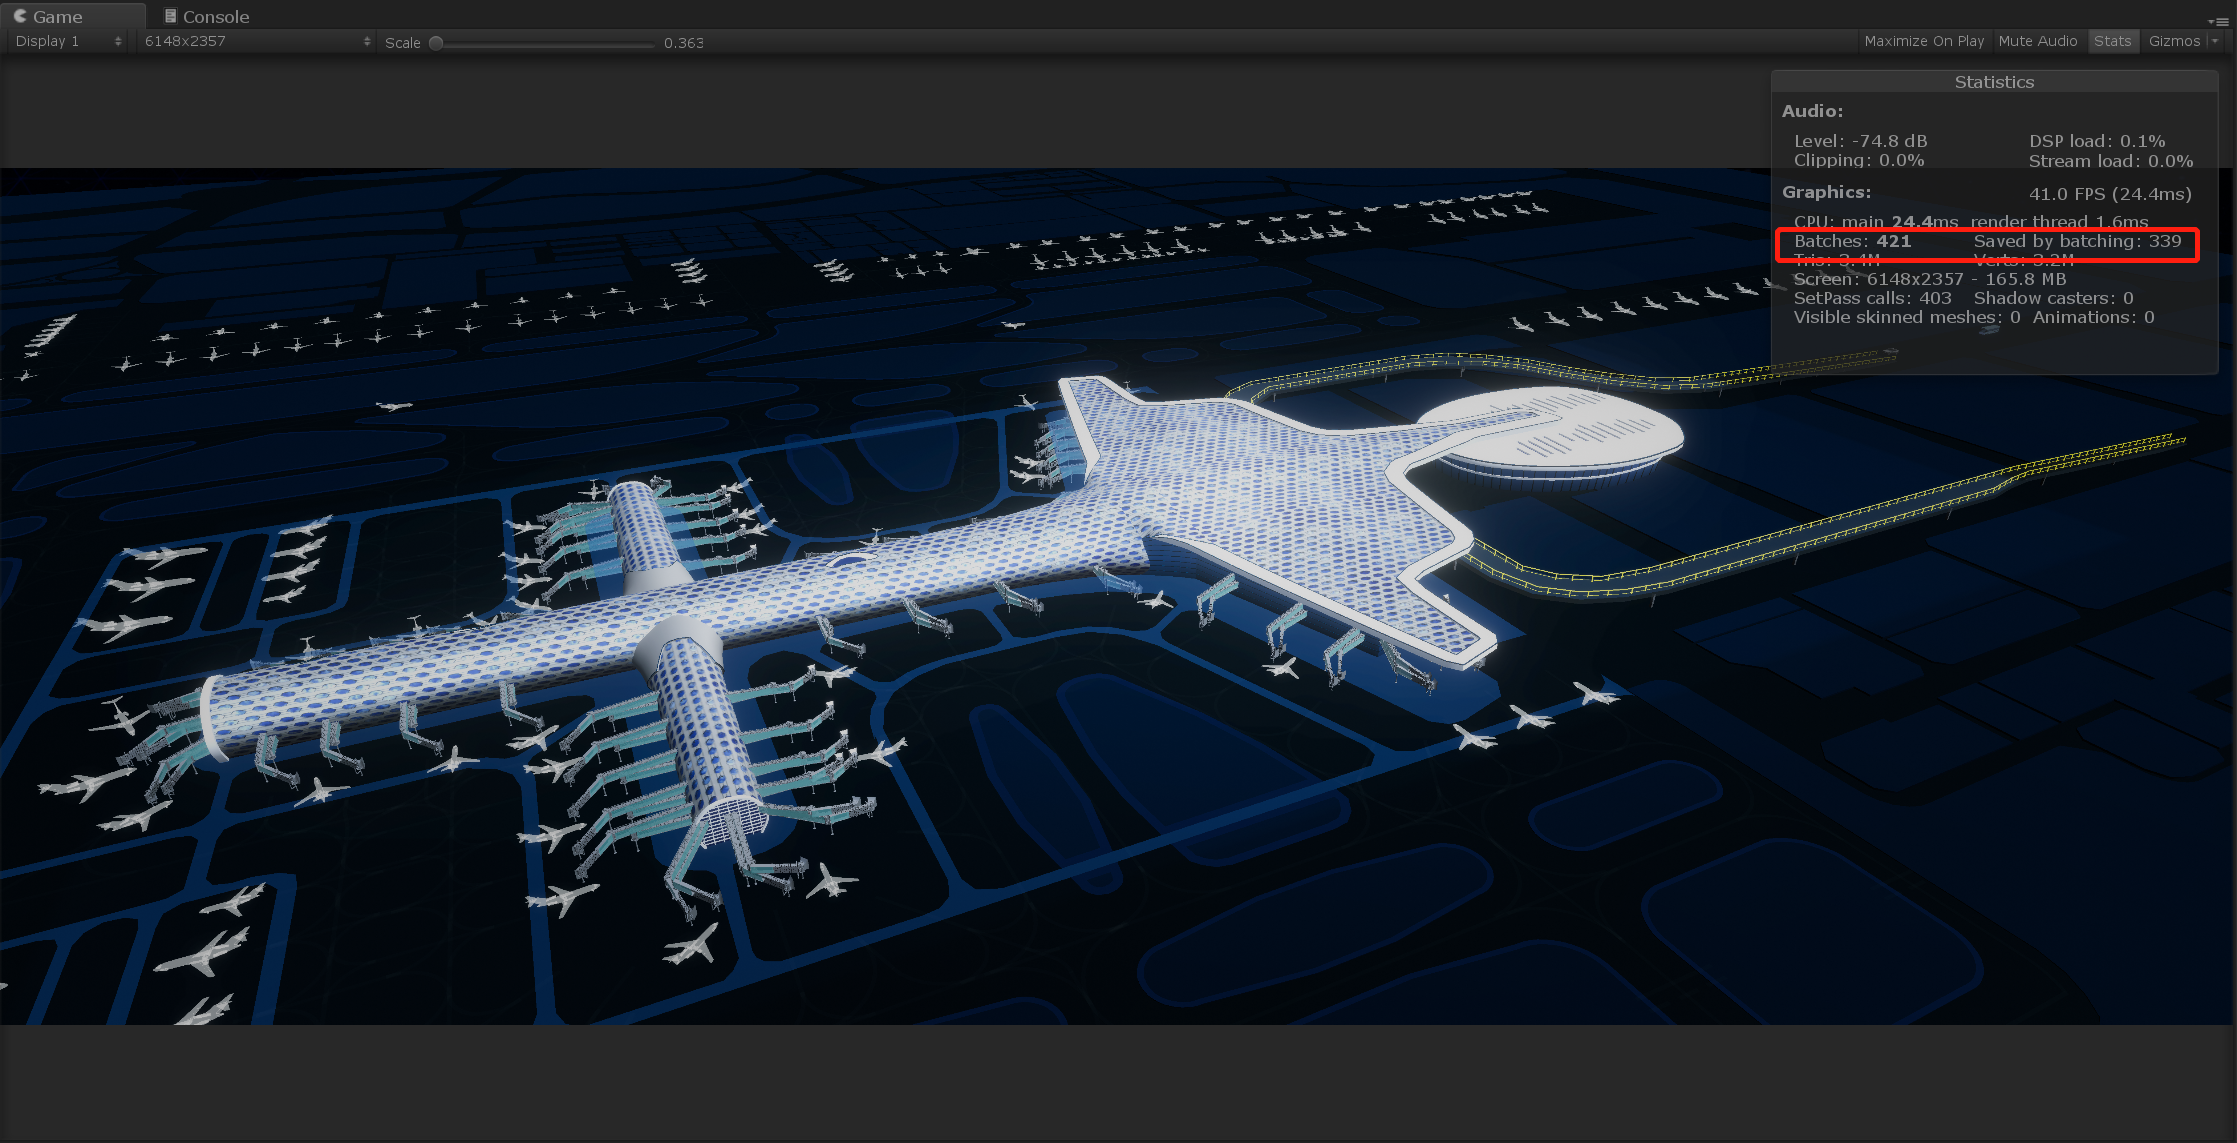 Game Console
Display 1 6148x2357 Scale 0.363 Maximize On Play Mute Audio Stats Gizmos
Statistics
Audio:
Level: -74.8 dB DSP load: 0.1%
Clipping: 0.0% Stream load: 0.0%
Graphics: 41.0 FPS (24.4ms)
CPU: main 24.4ms render thread 1.6ms
Batches: 421 Saved by batching: 339
Tris: 3.4M Verts: 3.2M
Screen: 6148x2357 - 165.8 MB
SetPass calls: 403 Shadow casters: 0
Visible skinned meshes: 0 Animations: 0